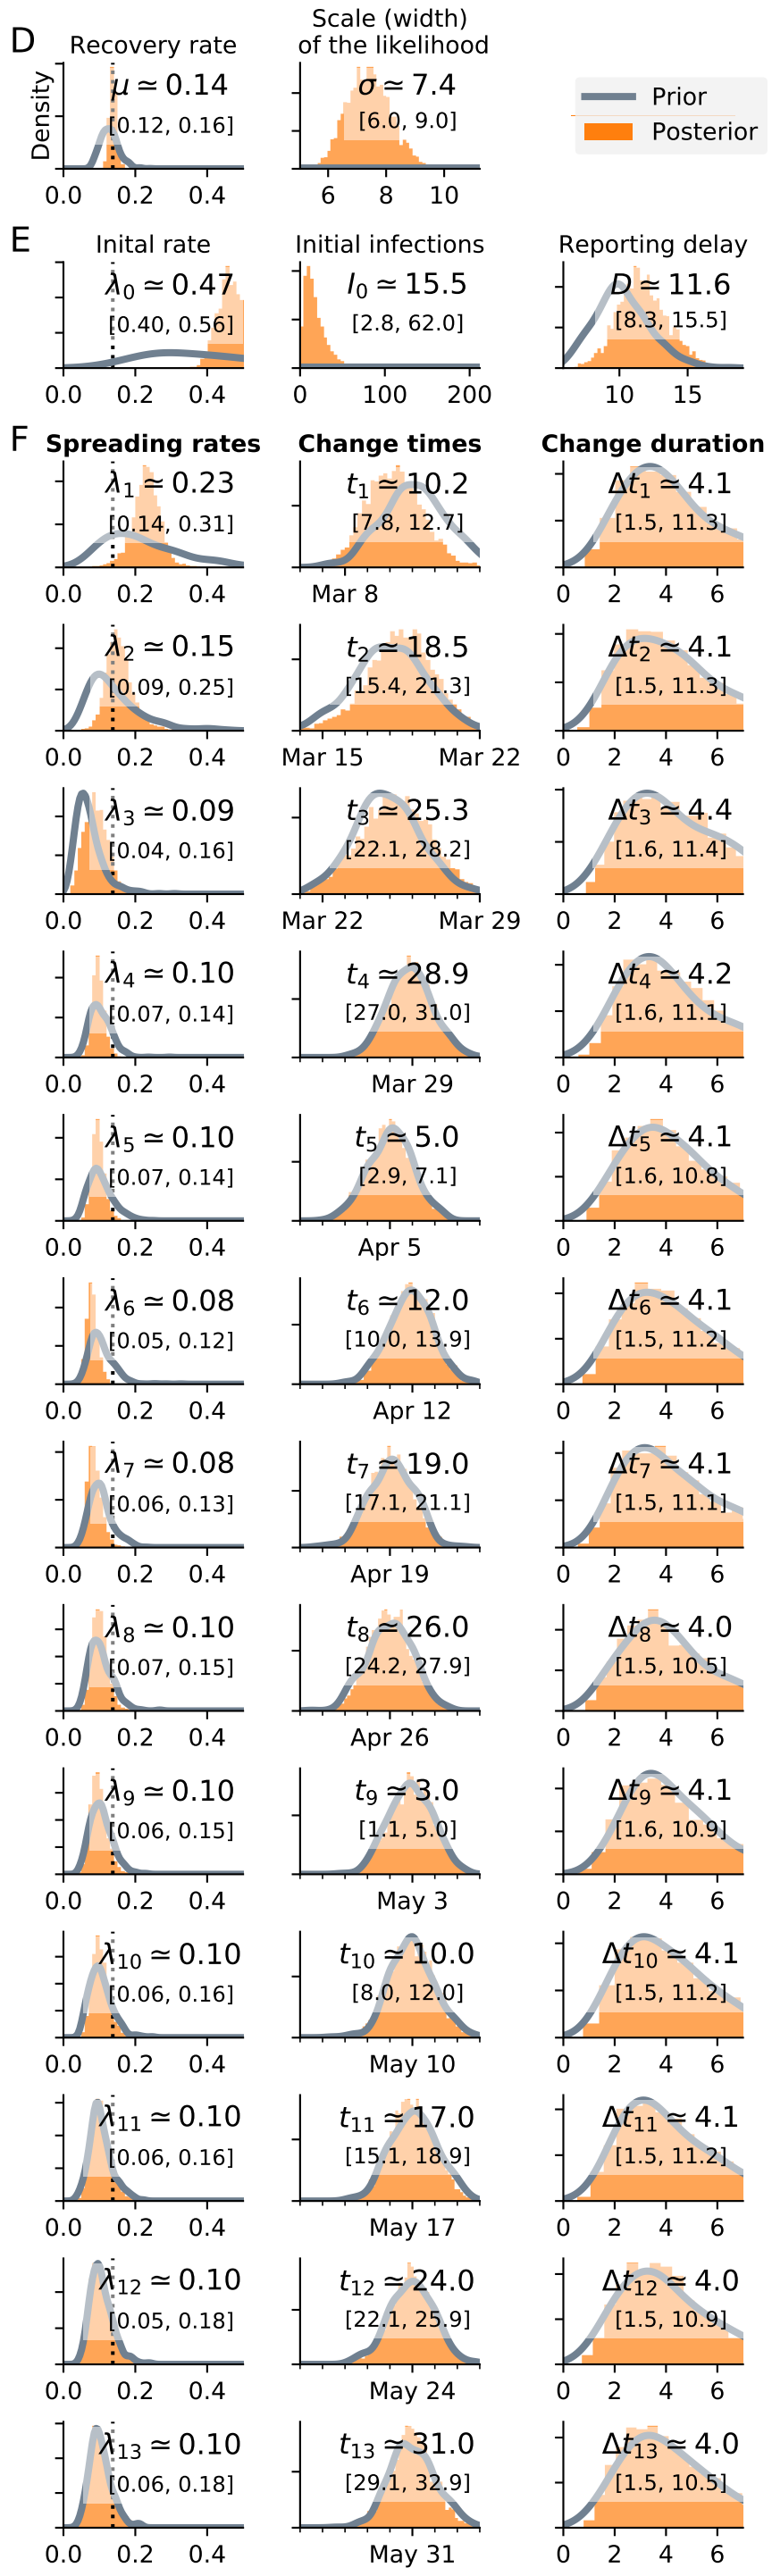 D
Recovery rate
Scale (width)
of the likelihood
Density
μ ≃ 0.14
[0.12, 0.16]
0.0 0.2 0.4
σ ≃ 7.4
[6.0, 9.0]
6 8 10
Prior
Posterior
E
Inital rate
λ0 ≃ 0.47
[0.40, 0.56]
0.0 0.2 0.4
Initial infections
I0 ≃ 15.5
[2.8, 62.0]
0 100 200
Reporting delay
D ≃ 11.6
[8.3, 15.5]
10 15
F
Spreading rates Change times Change duration
λ1 ≃ 0.23
[0.14, 0.31]
0.0 0.2 0.4
t1 ≃ 10.2
[7.8, 12.7]
Mar 8
Δt1 ≃ 4.1
[1.5, 11.3]
0 2 4 6
λ2 ≃ 0.15
[0.09, 0.25]
0.0 0.2 0.4
t2 ≃ 18.5
[15.4, 21.3]
Mar 15 Mar 22
Δt2 ≃ 4.1
[1.5, 11.3]
0 2 4 6
λ3 ≃ 0.09
[0.04, 0.16]
0.0 0.2 0.4
t3 ≃ 25.3
[22.1, 28.2]
Mar 22 Mar 29
Δt3 ≃ 4.4
[1.6, 11.4]
0 2 4 6
λ4 ≃ 0.10
[0.07, 0.14]
0.0 0.2 0.4
t4 ≃ 28.9
[27.0, 31.0]
Mar 29
Δt4 ≃ 4.2
[1.6, 11.1]
0 2 4 6
λ5 ≃ 0.10
[0.07, 0.14]
0.0 0.2 0.4
t5 ≃ 5.0
[2.9, 7.1]
Apr 5
Δt5 ≃ 4.1
[1.6, 10.8]
0 2 4 6
λ6 ≃ 0.08
[0.05, 0.12]
0.0 0.2 0.4
t6 ≃ 12.0
[10.0, 13.9]
Apr 12
Δt6 ≃ 4.1
[1.5, 11.2]
0 2 4 6
λ7 ≃ 0.08
[0.06, 0.13]
0.0 0.2 0.4
t7 ≃ 19.0
[17.1, 21.1]
Apr 19
Δt7 ≃ 4.1
[1.5, 11.1]
0 2 4 6
λ8 ≃ 0.10
[0.07, 0.15]
0.0 0.2 0.4
t8 ≃ 26.0
[24.2, 27.9]
Apr 26
Δt8 ≃ 4.0
[1.5, 10.5]
0 2 4 6
λ9 ≃ 0.10
[0.06, 0.15]
0.0 0.2 0.4
t9 ≃ 3.0
[1.1, 5.0]
May 3
Δt9 ≃ 4.1
[1.6, 10.9]
0 2 4 6
λ10 ≃ 0.10
[0.06, 0.16]
0.0 0.2 0.4
t10 ≃ 10.0
[8.0, 12.0]
May 10
Δt10 ≃ 4.1
[1.5, 11.2]
0 2 4 6
λ11 ≃ 0.10
[0.06, 0.16]
0.0 0.2 0.4
t11 ≃ 17.0
[15.1, 18.9]
May 17
Δt11 ≃ 4.1
[1.5, 11.2]
0 2 4 6
λ12 ≃ 0.10
[0.05, 0.18]
0.0 0.2 0.4
t12 ≃ 24.0
[22.1, 25.9]
May 24
Δt12 ≃ 4.0
[1.5, 10.9]
0 2 4 6
λ13 ≃ 0.10
[0.06, 0.18]
0.0 0.2 0.4
t13 ≃ 31.0
[29.1, 32.9]
May 31
Δt13 ≃ 4.0
[1.5, 10.5]
0 2 4 6